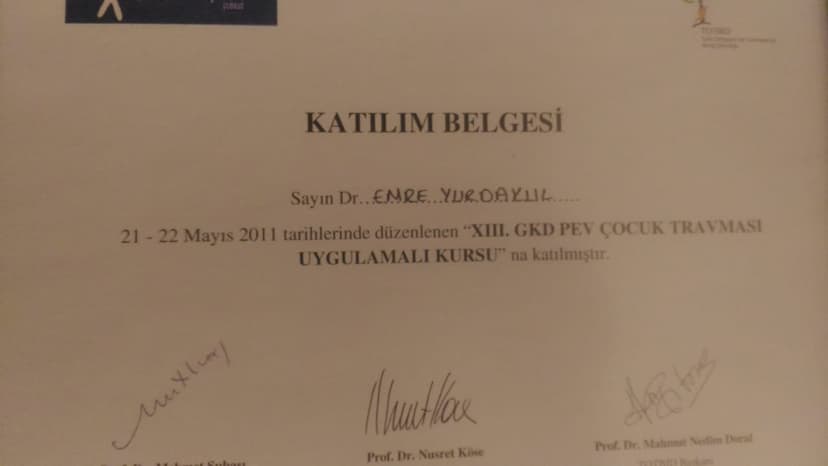 TOTBİD
KATILIM BELGESİ
Sayın Dr. EMRE YURDAKUL
21 - 22 Mayıs 2011 tarihlerinde düzenlenen “XIII. GKD PEV ÇOCUK TRAVMASI
UYGULAMALI KURSU” na katılmıştır.
Prof. Dr. Nusret Köse
Prof. Dr. Mahmut Nedim Doral